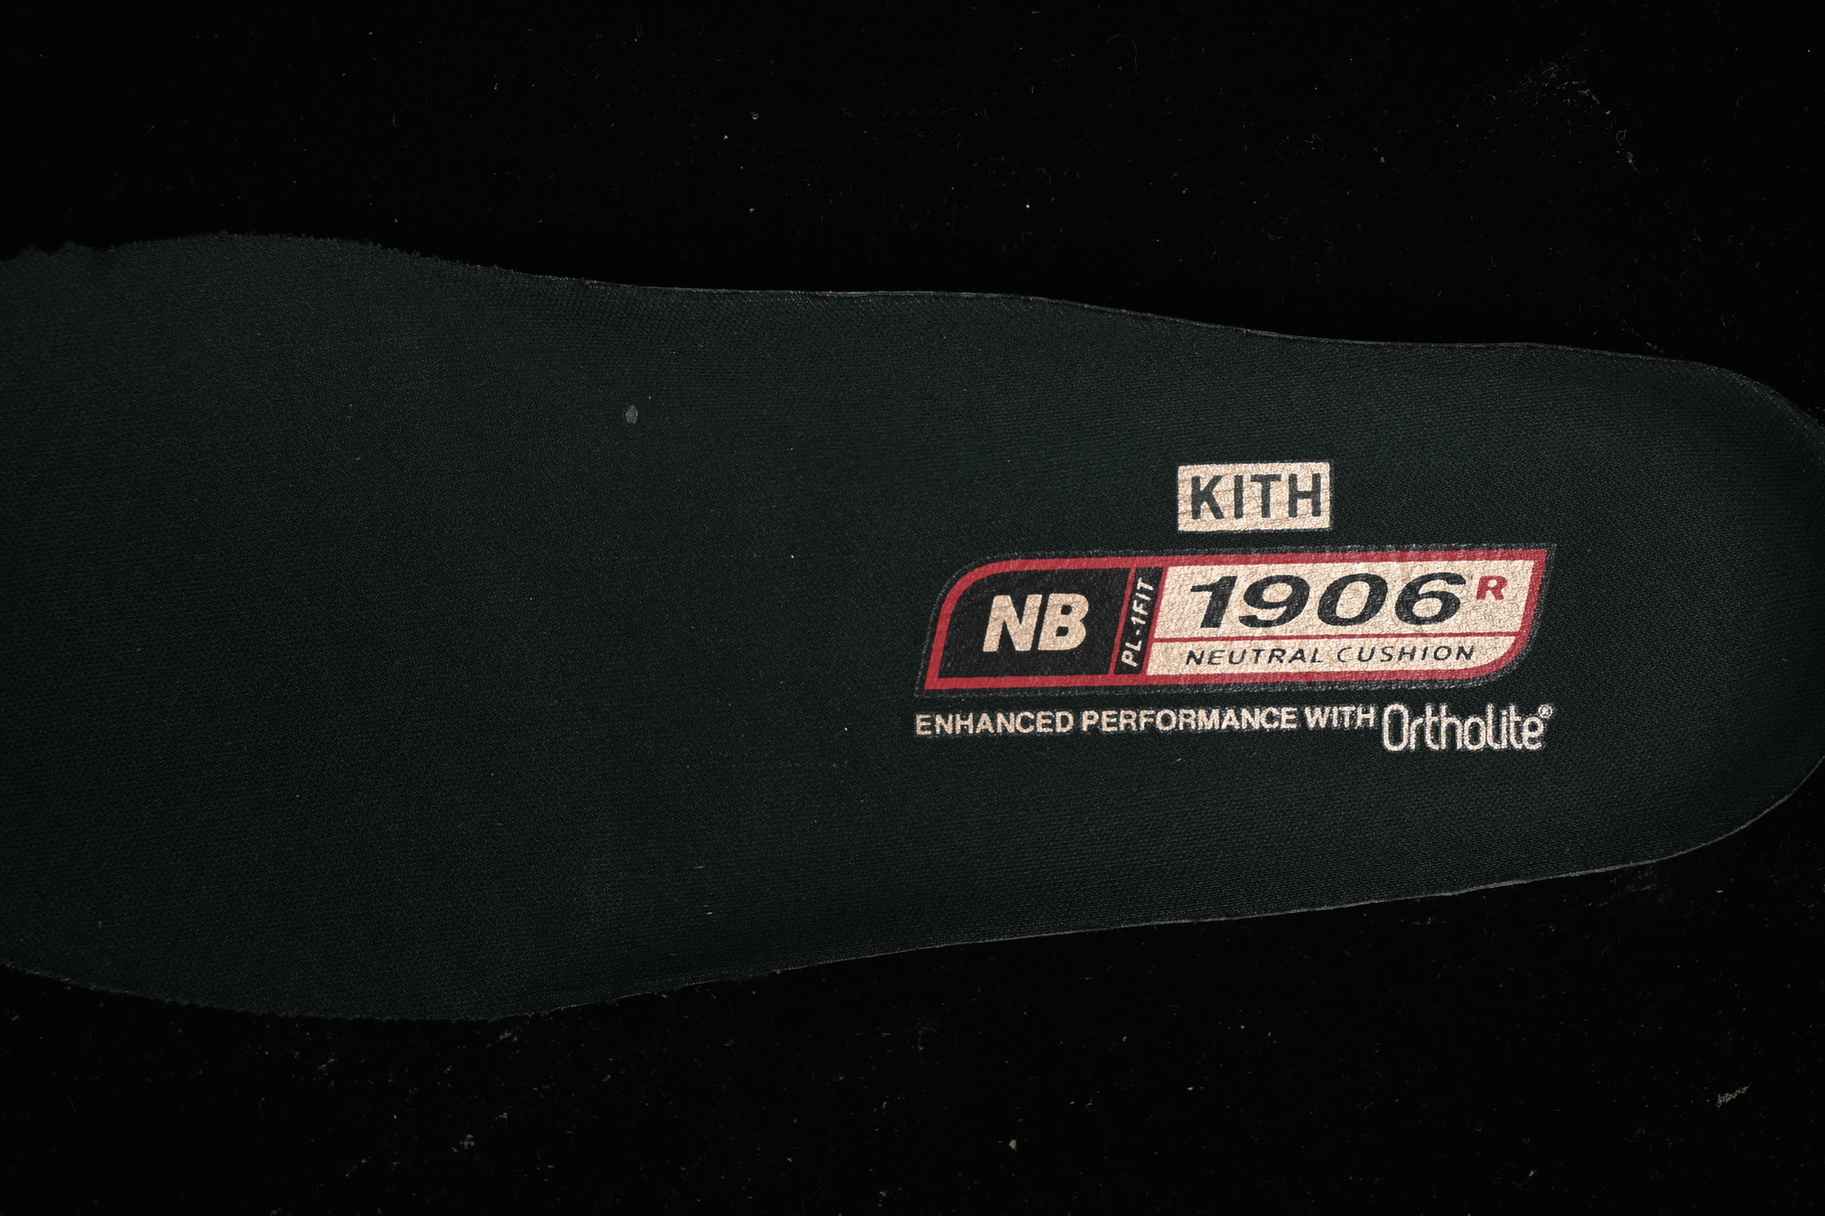 KITH
NB PL-1FIT 1906R
NEUTRAL CUSHION
ENHANCED PERFORMANCE WITH Ortholite®